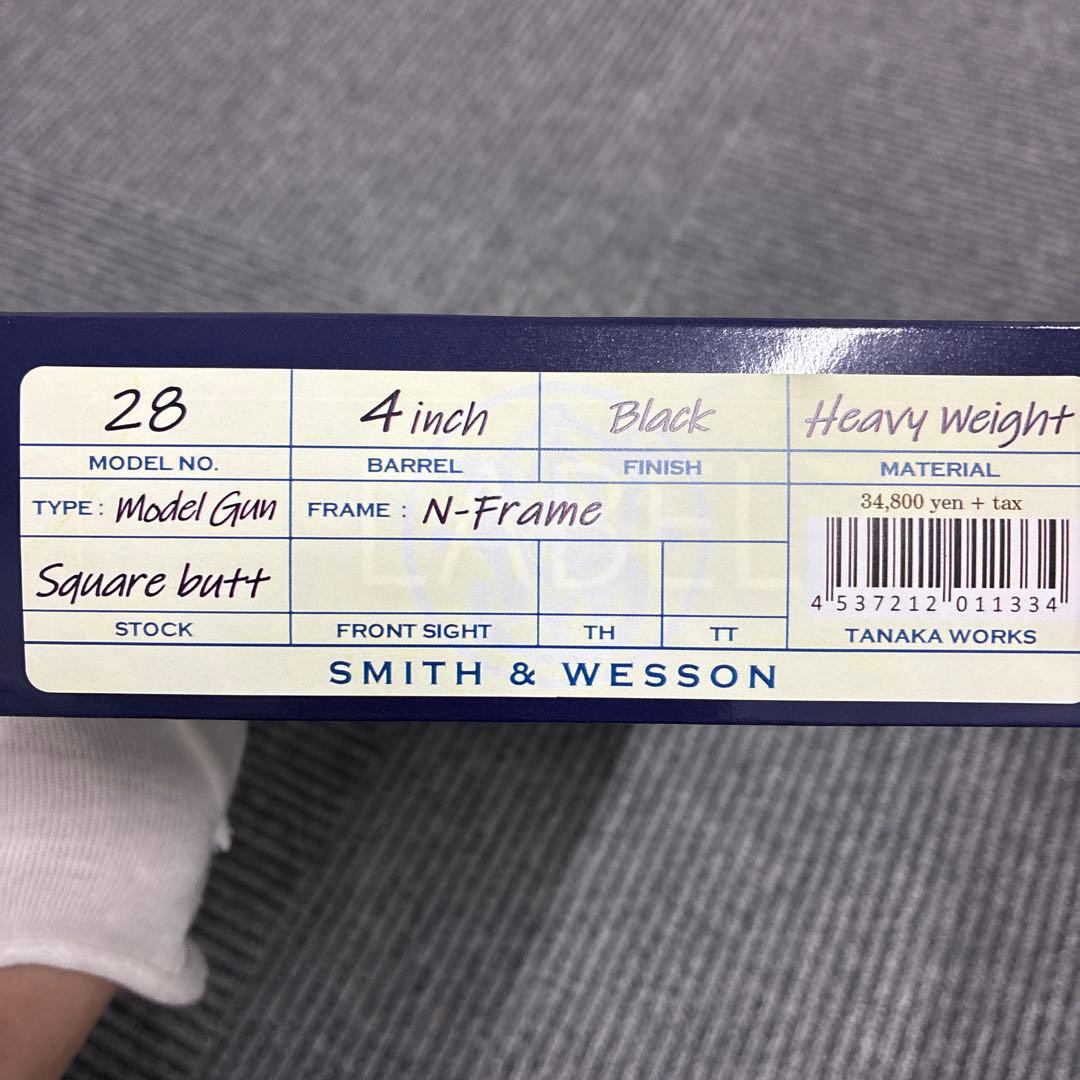 28 4 inch Black Heavy Weight
MODEL NO. BARREL FINISH MATERIAL
TYPE : Model Gun FRAME : N-Frame 34,800 yen + tax
Square butt
4 537212 011334
STOCK FRONT SIGHT TH TT TANAKA WORKS
SMITH & WESSON
LABEL